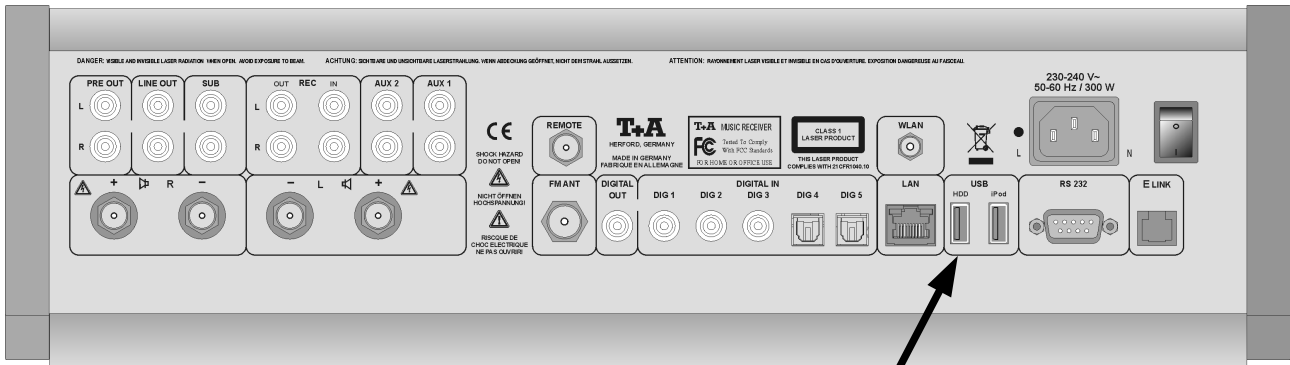 DANGER: VISIBLE AND INVISIBLE LASER RADIATION WHEN OPEN. AVOID EXPOSURE TO BEAM. ACHTUNG: SICHTBARE UND UNSICHTBARE LASERSTRAHLUNG. WENN ABDECKUNG GEÖFFNET, NICHT DEM STRAHL AUSSETZEN. ATTENTION: RAYONNEMENT LASER VISIBLE ET INVISIBLE EN CAS D'OUVERTURE. EXPOSITION DANGEREUSE AU FAISCEAU.
PRE OUT LINE OUT SUB OUT REC IN AUX 2 AUX 1
L L
R R
+ R − − L +
CE
SHOCK HAZARD
DO NOT OPEN!
NICHT ÖFFNEN
HOCHSPANNUNG!
RISCQUE DE
CHOC ELECTRIQUE
NE PAS OUVRIR!
REMOTE
T+A
HERFORD, GERMANY
MADE IN GERMANY
FABRIQUE EN ALLEMAGNE
T+A MUSIC RECEIVER
FC Tested To Comply
With FCC Standards
FOR HOME OR OFFICE USE
CLASS 1
LASER PRODUCT
THIS LASER PRODUCT
COMPLIES WITH 21CFR1040.10
WLAN
230-240 V~
50-60 Hz / 300 W
L N
FM ANT
DIGITAL
OUT
DIGITAL IN
DIG 1 DIG 2 DIG 3 DIG 4 DIG 5
LAN
USB
HDD iPod
RS 232
E LINK